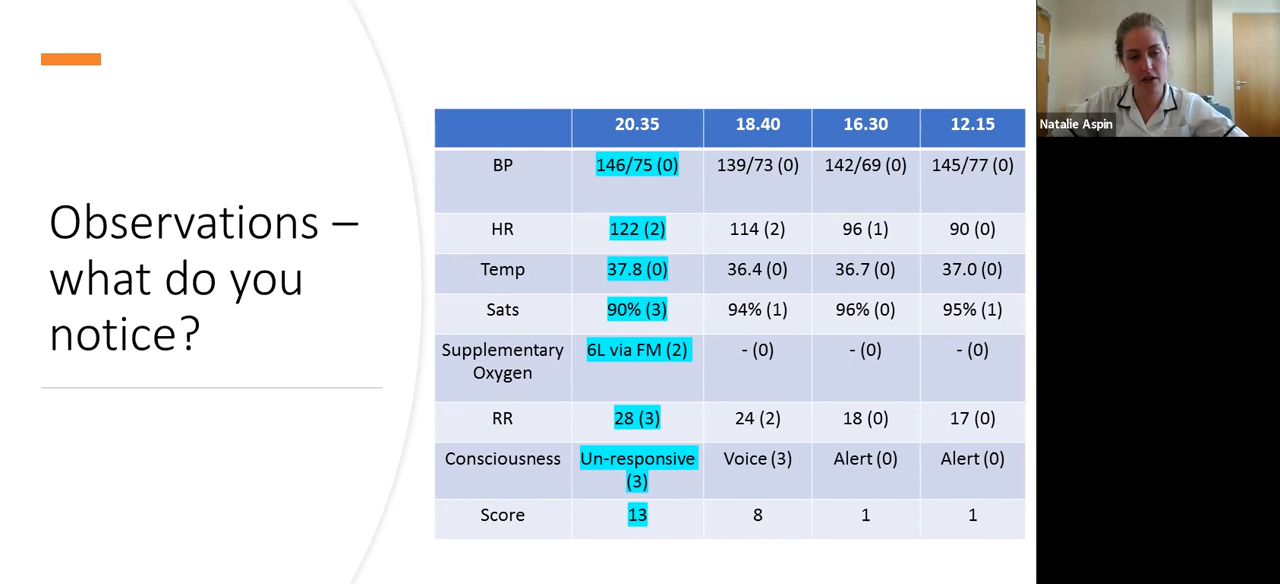 Observations –
what do you
notice?
20.35 18.40 16.30 12.15
BP 146/75 (0) 139/73 (0) 142/69 (0) 145/77 (0)
HR 122 (2) 114 (2) 96 (1) 90 (0)
Temp 37.8 (0) 36.4 (0) 36.7 (0) 37.0 (0)
Sats 90% (3) 94% (1) 96% (0) 95% (1)
Supplementary 6L via FM (2) - (0) - (0) - (0)
Oxygen
RR 28 (3) 24 (2) 18 (0) 17 (0)
Consciousness Un-responsive Voice (3) Alert (0) Alert (0)
(3)
Score 13 8 1 1
Natalie Aspin